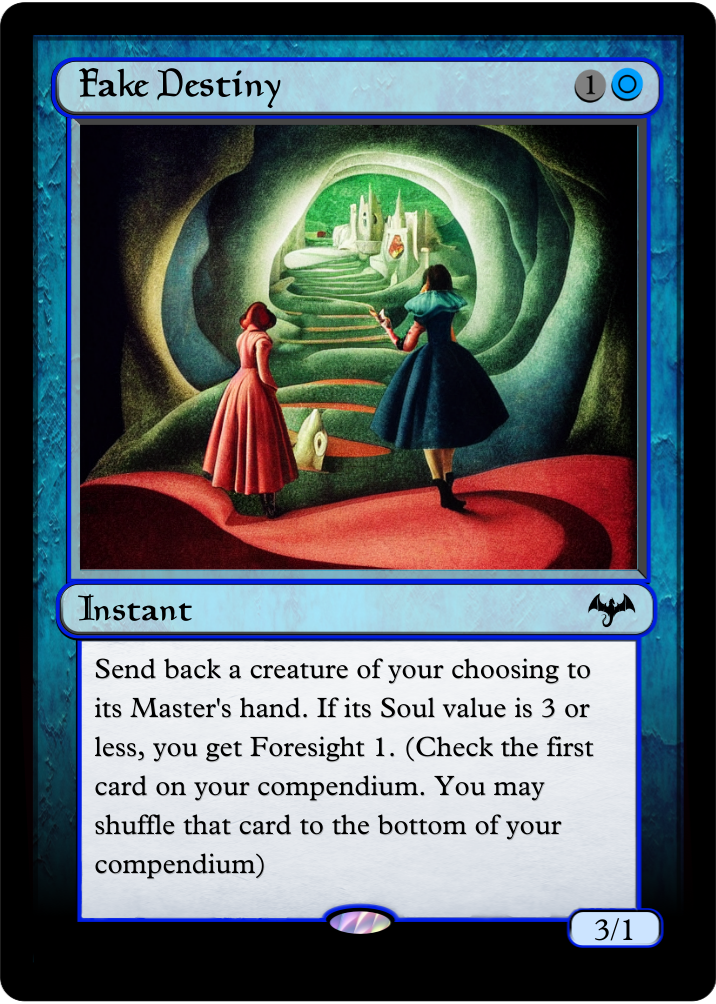 Fake Destiny 1
Instant
Send back a creature of your choosing to
its Master's hand. If its Soul value is 3 or
less, you get Foresight 1. (Check the first
card on your compendium. You may
shuffle that card to the bottom of your
compendium)
3/1